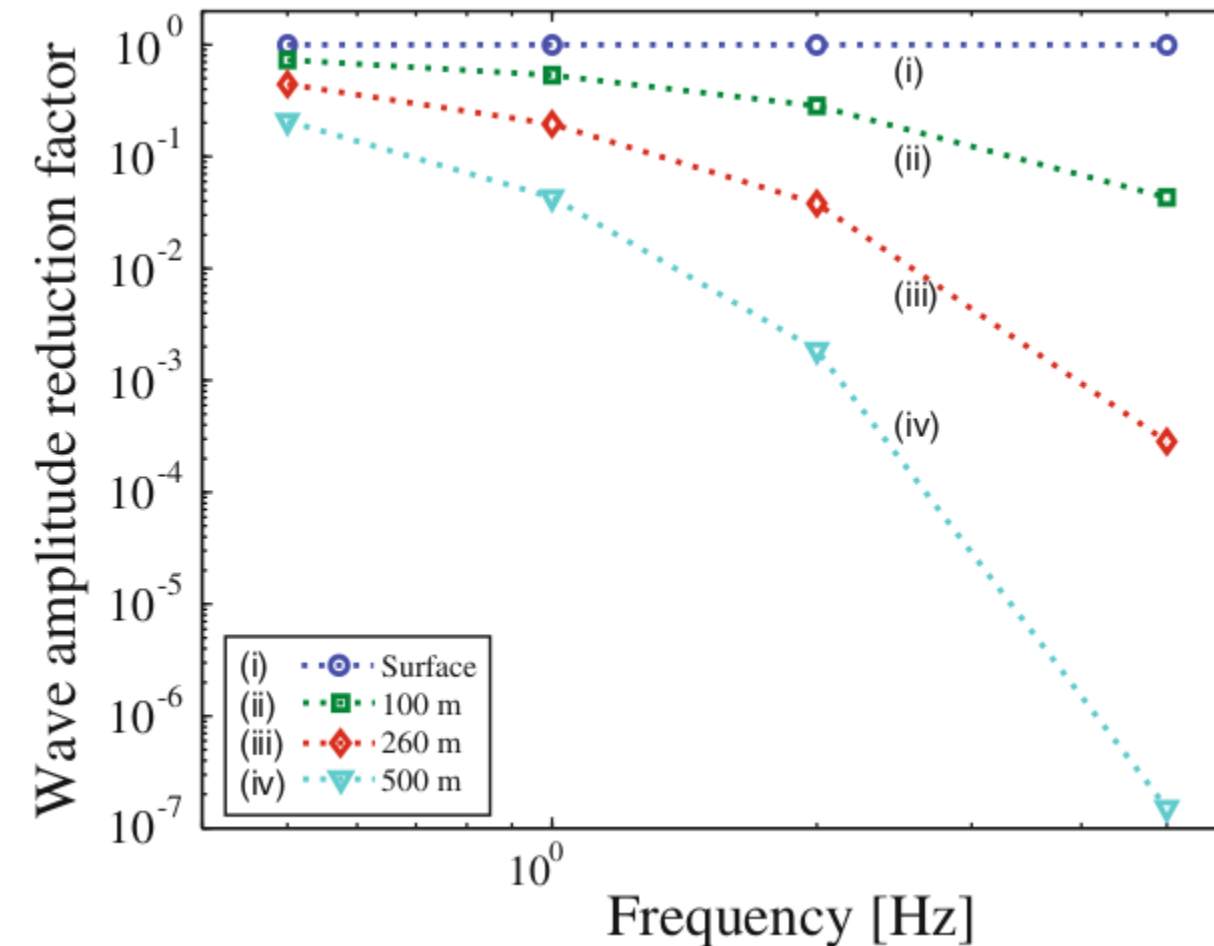 Wave amplitude reduction factor
10^0
10^-1
10^-2
10^-3
10^-4
10^-5
10^-6
10^-7
(i)
(ii)
(iii)
(iv)
(i) Surface
(ii) 100 m
(iii) 260 m
(iv) 500 m
10^0
Frequency [Hz]